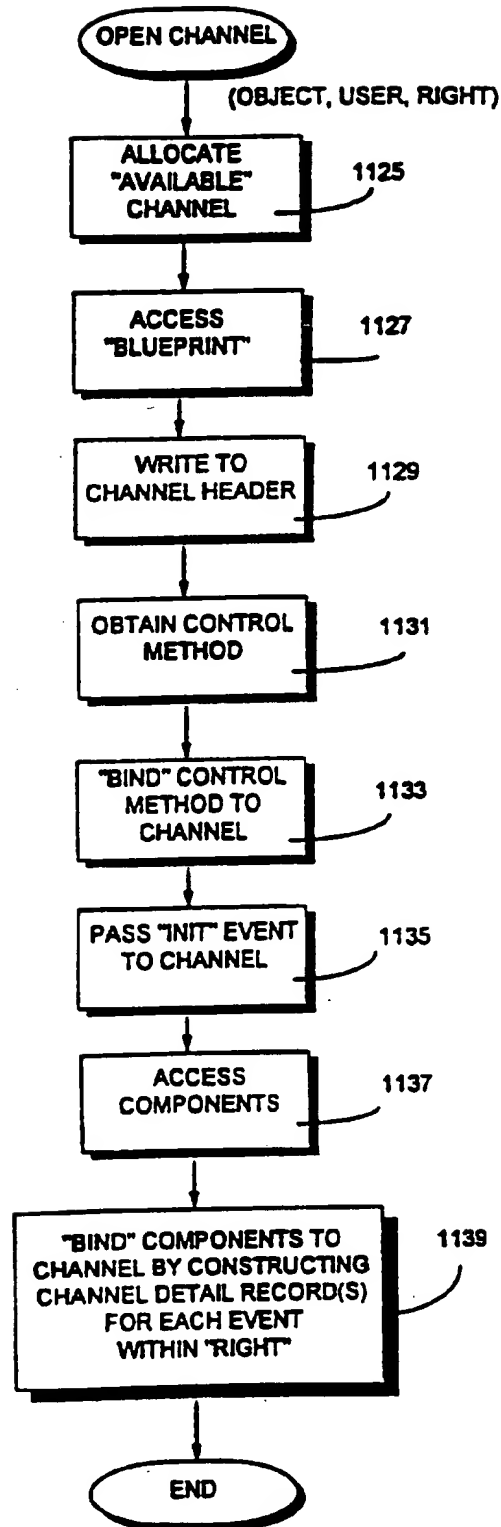 OPEN CHANNEL
(OBJECT, USER, RIGHT)
ALLOCATE
"AVAILABLE"
CHANNEL
1125
ACCESS
"BLUEPRINT"
1127
WRITE TO
CHANNEL HEADER
1129
OBTAIN CONTROL
METHOD
1131
"BIND" CONTROL
METHOD TO
CHANNEL
1133
PASS "INIT" EVENT
TO CHANNEL
1135
ACCESS
COMPONENTS
1137
"BIND" COMPONENTS TO
CHANNEL BY CONSTRUCTING
CHANNEL DETAIL RECORD(S)
FOR EACH EVENT
WITHIN "RIGHT"
1139
END